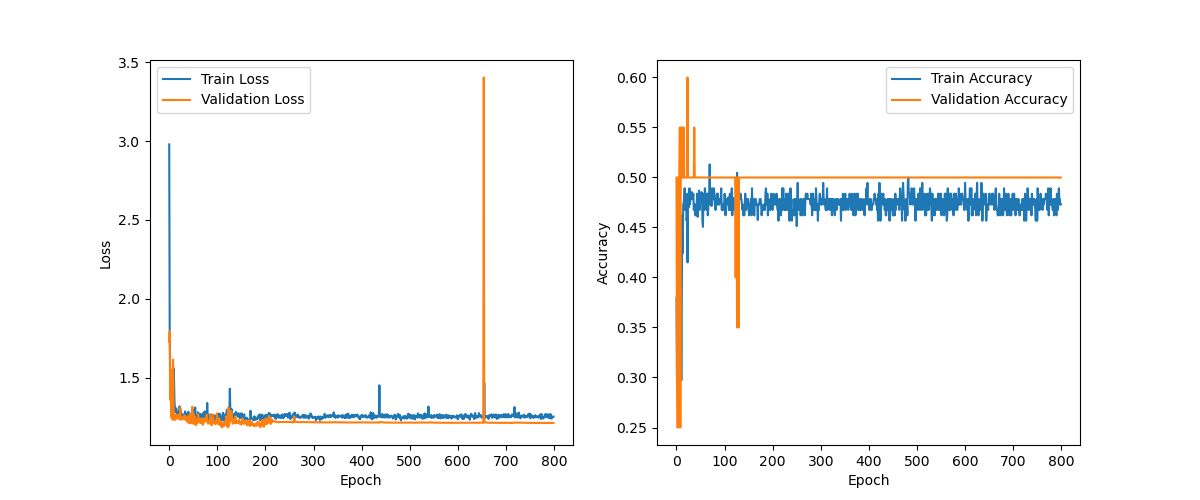 3.5
3.0
2.5
2.0
1.5
Loss
0 100 200 300 400 500 600 700 800
Epoch
Train Loss
Validation Loss
0.60
0.55
0.50
0.45
0.40
0.35
0.30
0.25
Accuracy
0 100 200 300 400 500 600 700 800
Epoch
Train Accuracy
Validation Accuracy